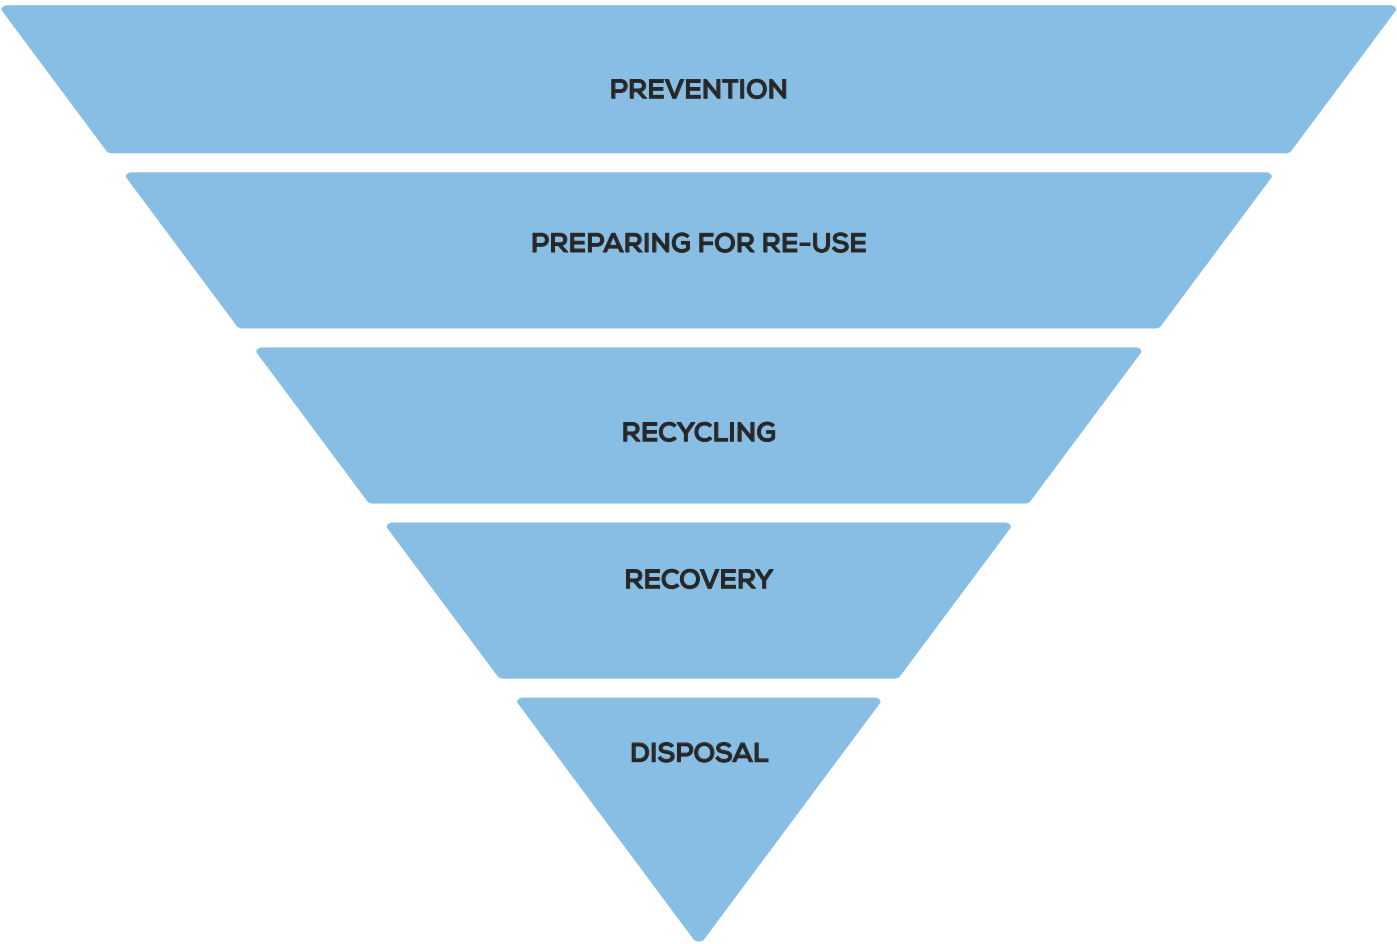 PREVENTION
PREPARING FOR RE-USE
RECYCLING
RECOVERY
DISPOSAL